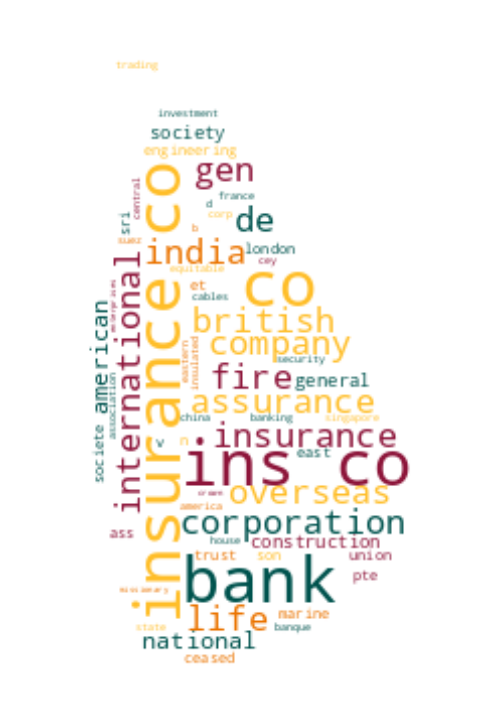 trading
investment
society
engineering
gen
central
france
d
de
corp
sri
b
suez
india
london
cey
equitable
et
cables
co
insurance co
international
enterprises
american
british
company
eastern
insulated
security
fire
general
association
assurance
china
banking
singapore
societe
v
n
insurance
east
ins co
overseas
america
corporation
ass
house
construction
trust
son
union
bank
pte
missionary
life
marine
state
banque
national
ceased